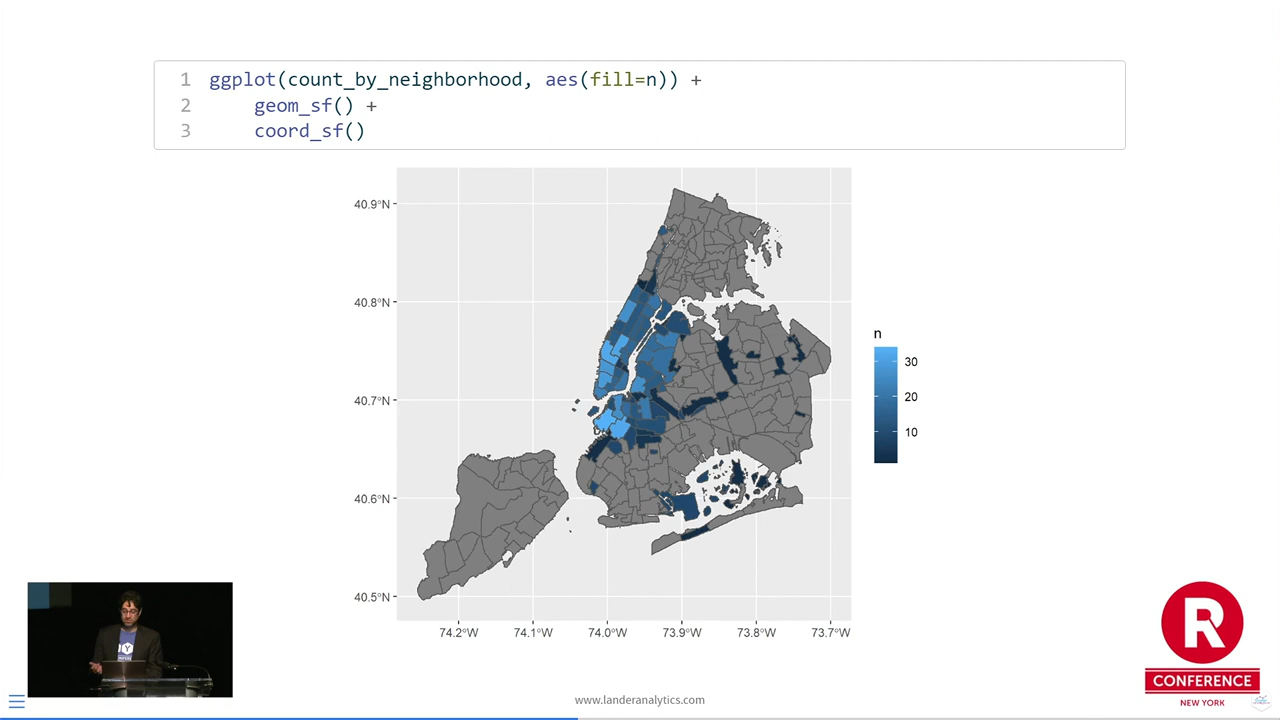 1 ggplot(count_by_neighborhood, aes(fill=n)) +
2 geom_sf() +
3 coord_sf()
40.9°N
40.8°N
40.7°N
40.6°N
40.5°N
74.2°W 74.1°W 74.0°W 73.9°W 73.8°W 73.7°W
n
30
20
10
R
CONFERENCE
NEW YORK
www.landeranalytics.com